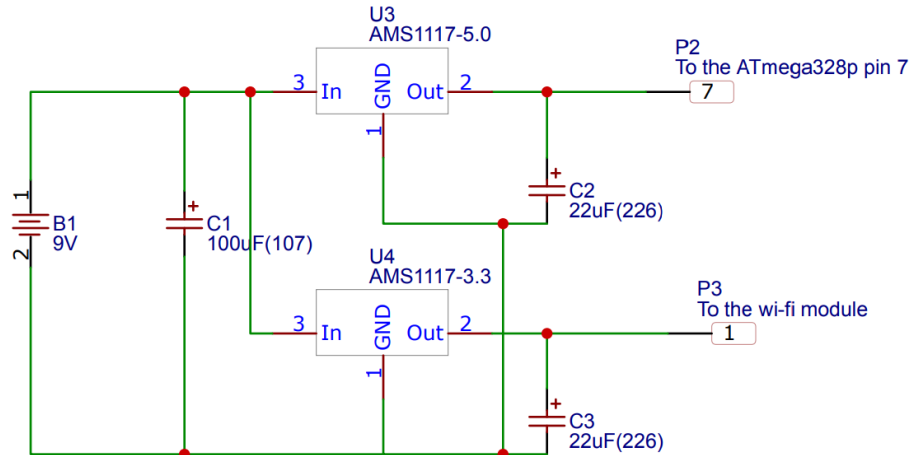 U3
AMS1117-5.0
3 In GND Out 2
1
P2
To the ATmega328p pin 7
7
1
B1
9V
2
C1
100uF(107)
C2
22uF(226)
U4
AMS1117-3.3
3 In GND Out 2
1
P3
To the wi-fi module
1
C3
22uF(226)